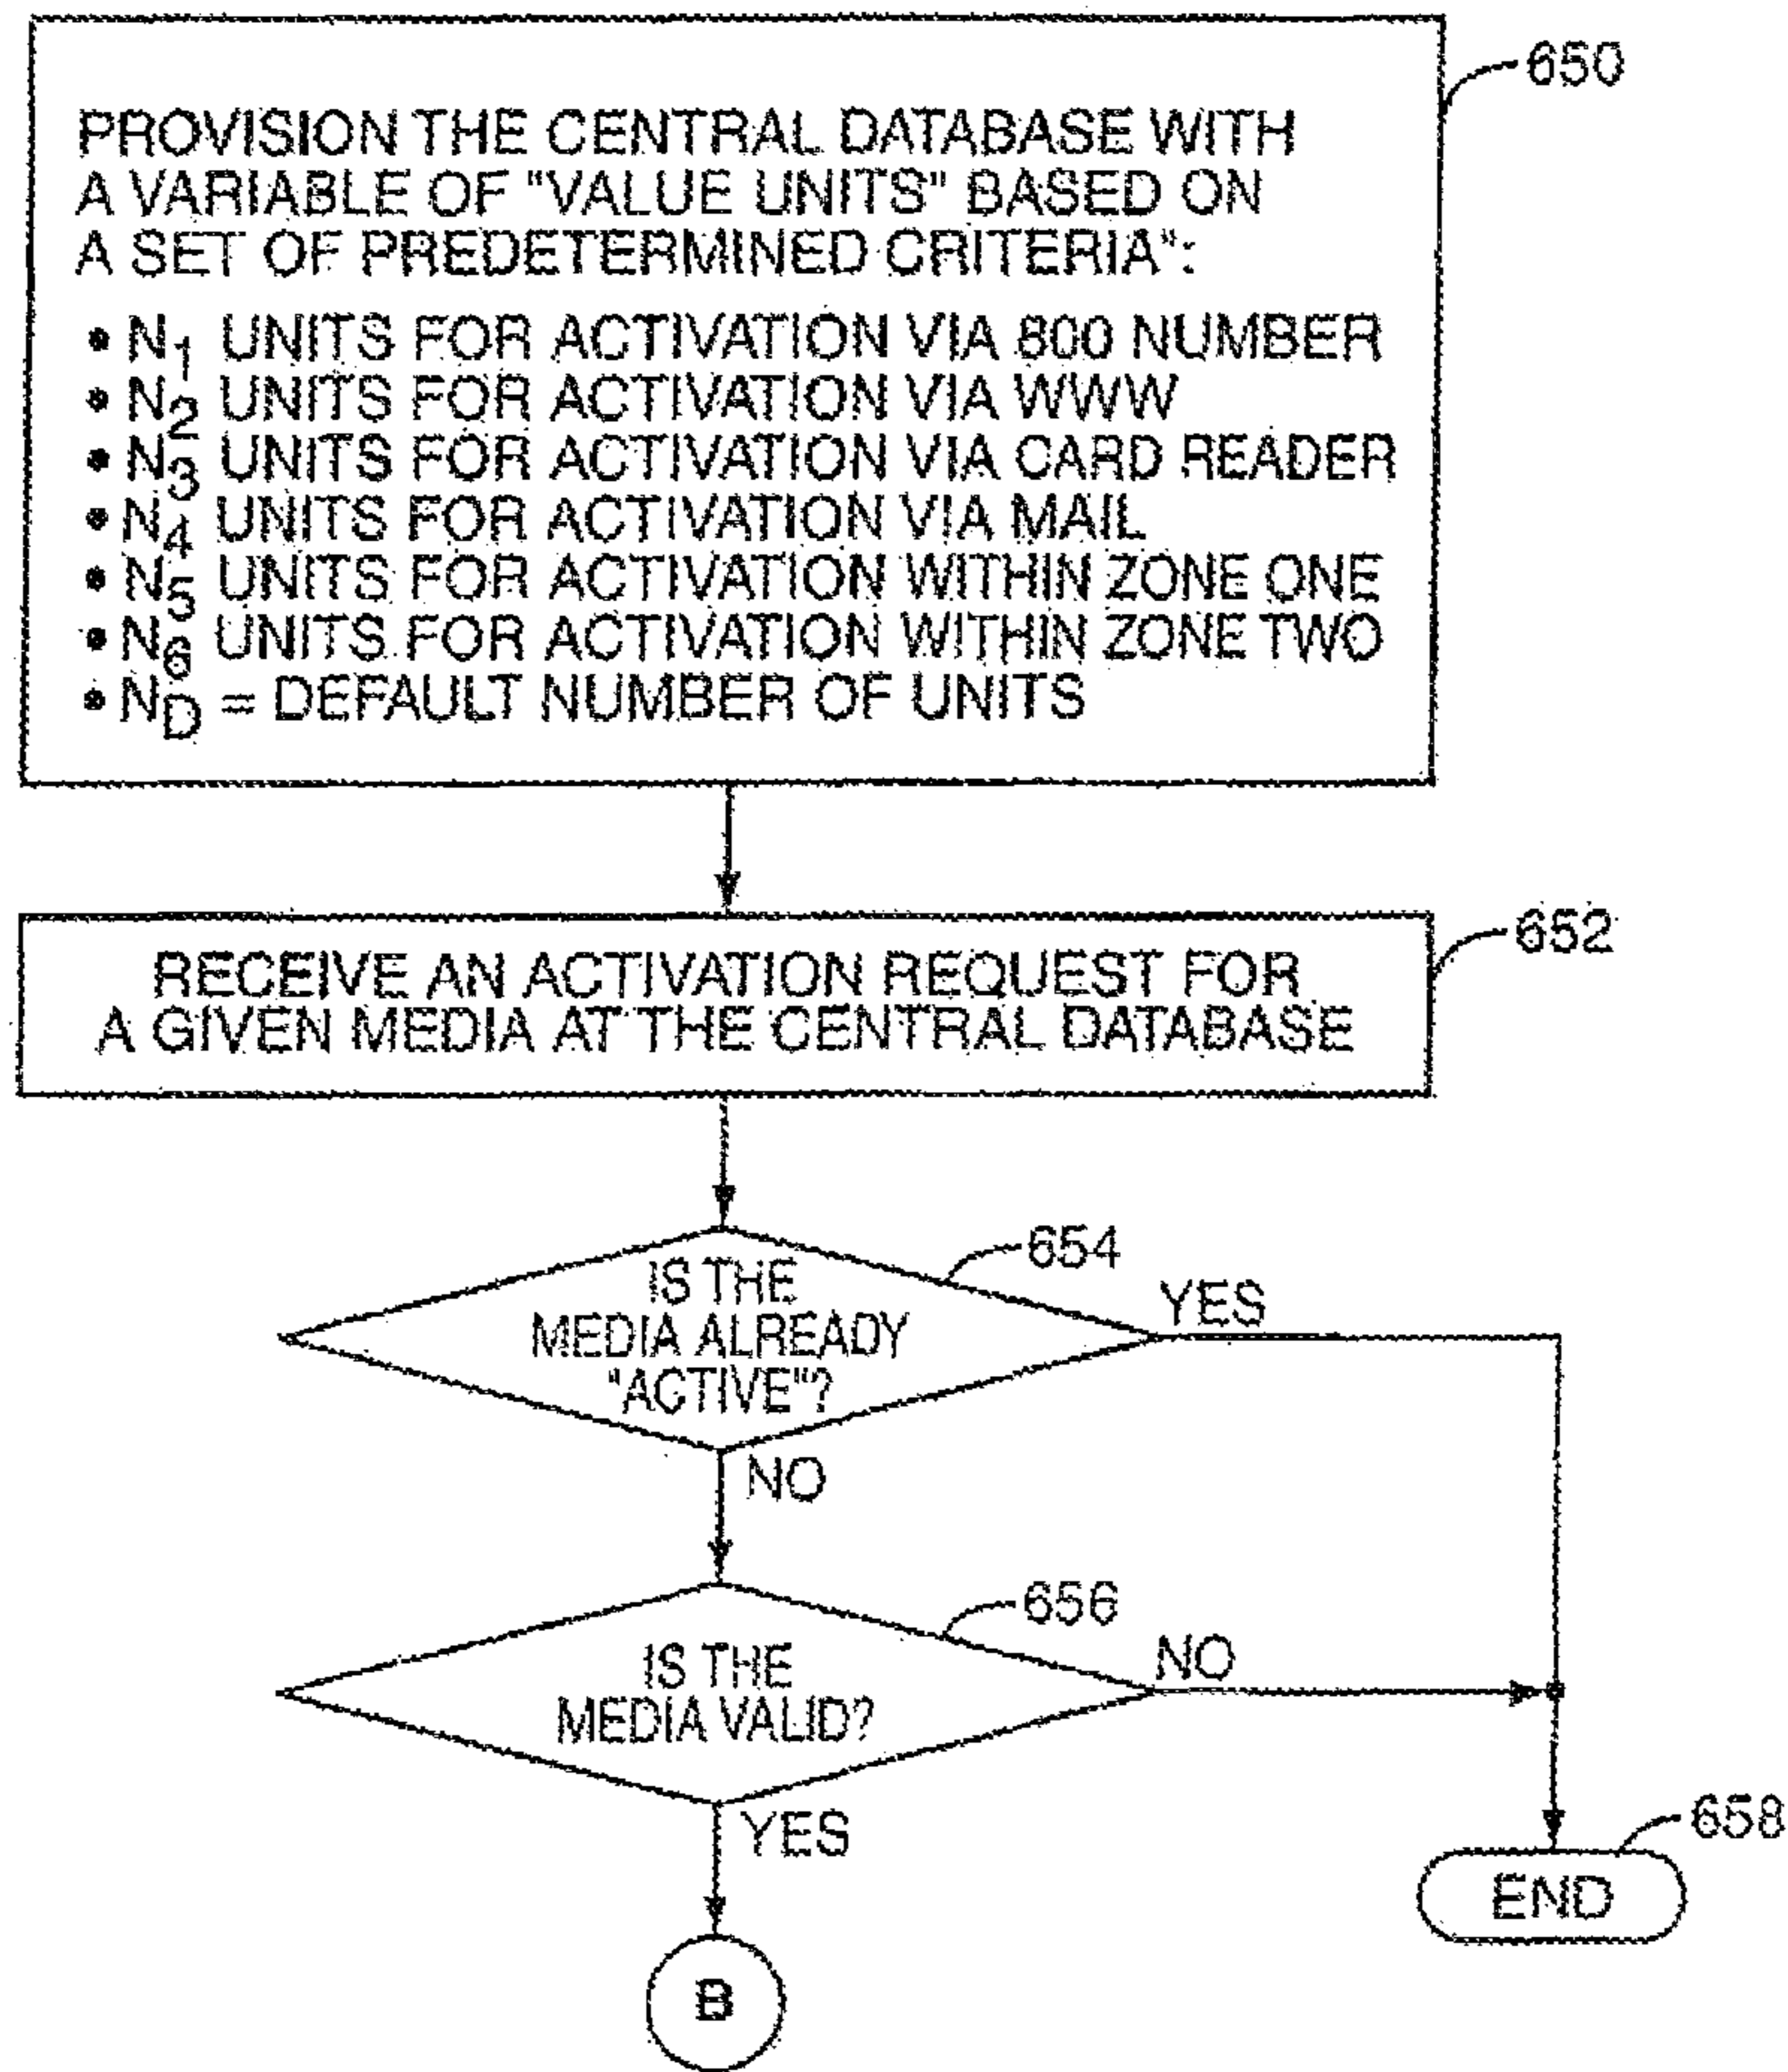 650
PROVISION THE CENTRAL DATABASE WITH
A VARIABLE OF "VALUE UNITS" BASED ON
A SET OF PREDETERMINED CRITERIA":
• N1 UNITS FOR ACTIVATION VIA 800 NUMBER
• N2 UNITS FOR ACTIVATION VIA WWW
• N3 UNITS FOR ACTIVATION VIA CARD READER
• N4 UNITS FOR ACTIVATION VIA MAIL
• N5 UNITS FOR ACTIVATION WITHIN ZONE ONE
• N6 UNITS FOR ACTIVATION WITHIN ZONE TWO
• ND = DEFAULT NUMBER OF UNITS
652
RECEIVE AN ACTIVATION REQUEST FOR
A GIVEN MEDIA AT THE CENTRAL DATABASE
654
IS THE
MEDIA ALREADY
"ACTIVE"?
YES
NO
656
IS THE
MEDIA VALID?
NO
YES
658
END
B